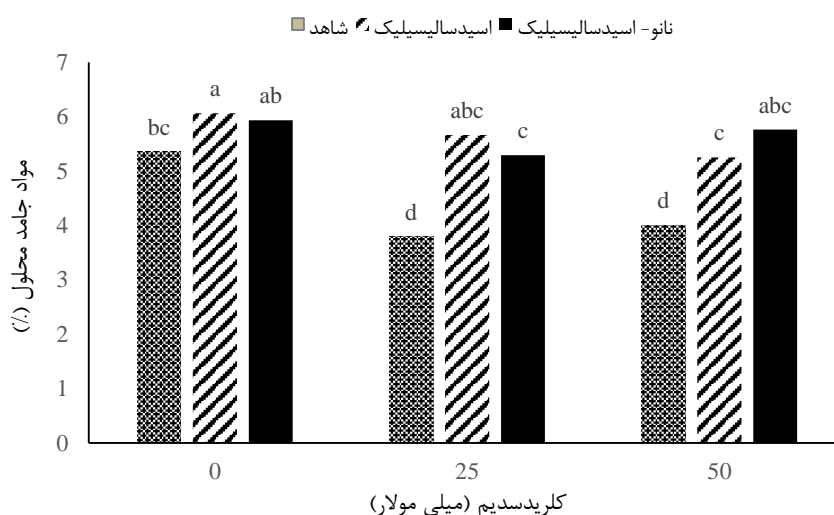 شاهد اسیدسالیسیلیک نانو- اسیدسالیسیلیک
7
6
5
4
3
2
1
0
مواد جامد محلول (٪)
bc a ab
d abc c
d c abc
0 25 50
کلریدسدیم (میلی مولار)